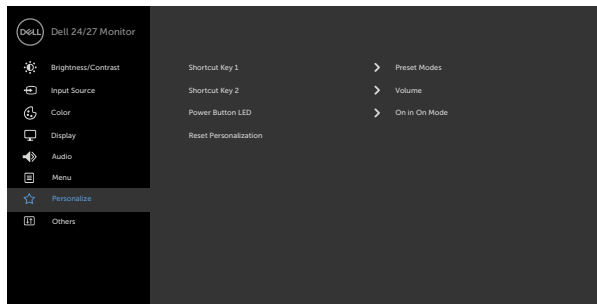 DELL Dell 24/27 Monitor
Brightness/Contrast
Input Source
Color
Display
Audio
Menu
Personalize
Others
Shortcut Key 1 Preset Modes
Shortcut Key 2 Volume
Power Button LED On in On Mode
Reset Personalization